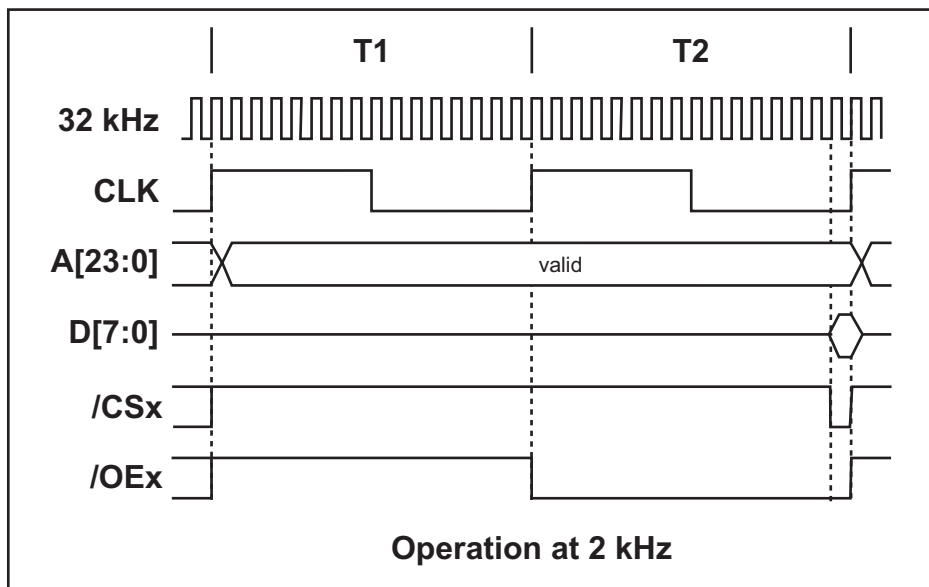 T1 T2
32 kHz
CLK
A[23:0] valid
D[7:0]
/CSx
/OEx
Operation at 2 kHz